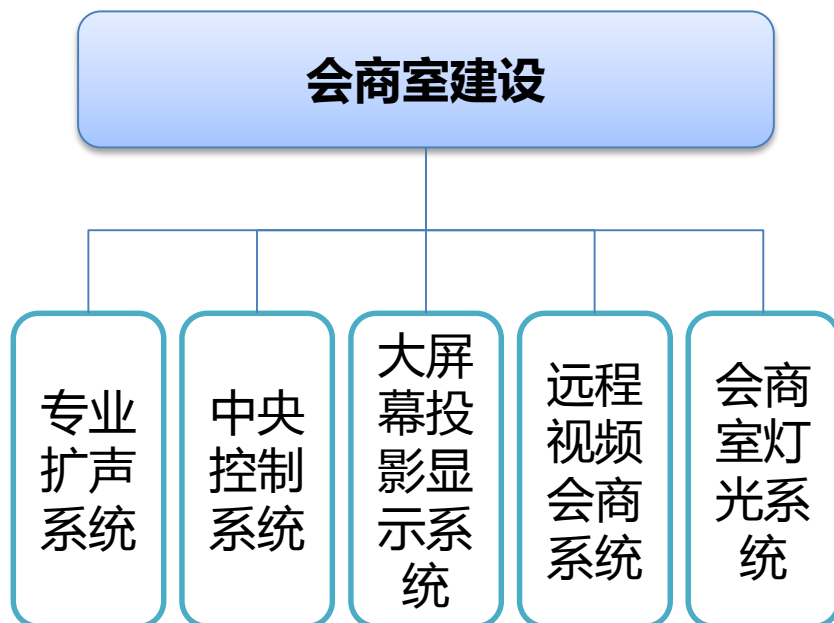 会商室建设
专业
扩声
系统
中央
控制
系统
大屏
幕投
影显
示系
统
远程
视频
会商
系统
会商
室灯
光系
统